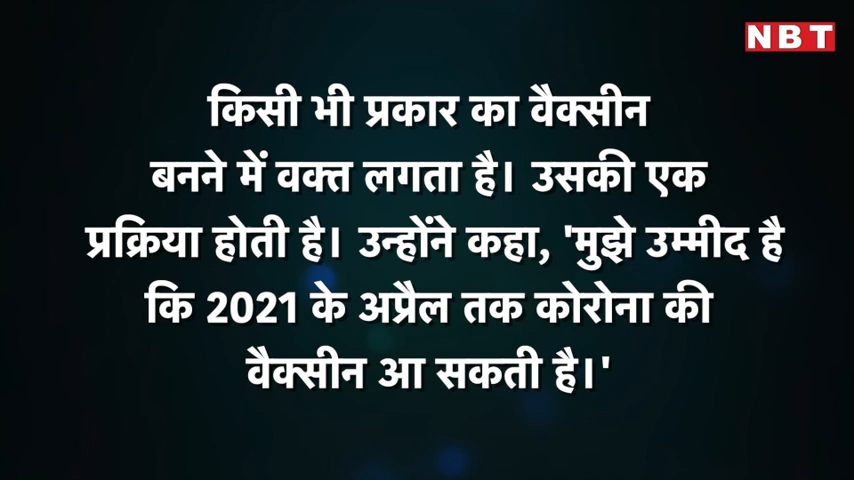 NBT
किसी भी प्रकार का वैक्सीन
बनने में वक्त लगता है। उसकी एक
प्रक्रिया होती है। उन्होंने कहा, 'मुझे उम्मीद है
कि 2021 के अप्रैल तक कोरोना की
वैक्सीन आ सकती है।'